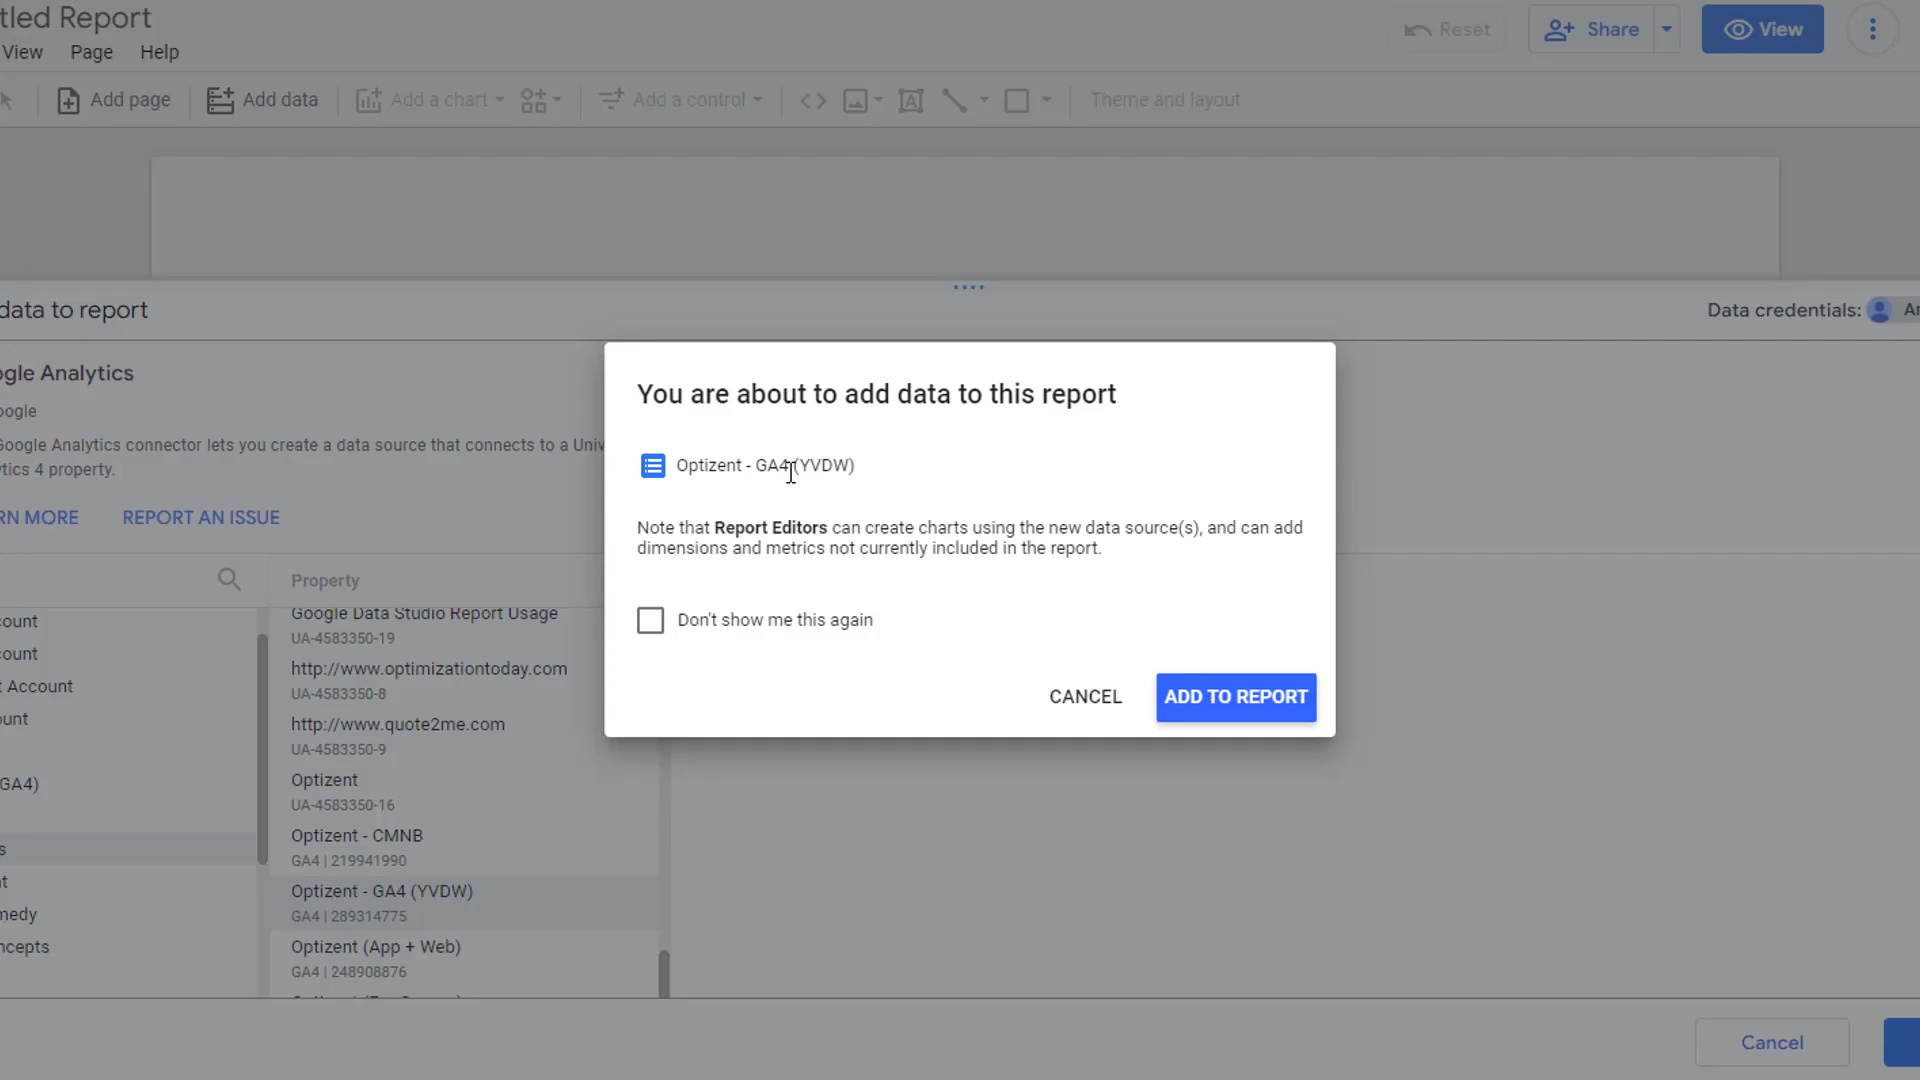 tled Report
View Page Help
Reset
Share
View
Add page
Add data
Add a chart
Add a control
Theme and layout
data to report
Data credentials:
ogle Analytics
oogle
Google Analytics connector lets you create a data source that connects to a Univ
tics 4 property.
RN MORE
REPORT AN ISSUE
You are about to add data to this report
Optizent - GA4 (YVDW)
Note that Report Editors can create charts using the new data source(s), and can add
dimensions and metrics not currently included in the report.
Don't show me this again
CANCEL
ADD TO REPORT
count
count
t Account
ount
GA4)
s
nt
medy
ncepts
Property
Google Data Studio Report Usage
UA-4583350-19
http://www.optimizationtoday.com
UA-4583350-8
http://www.quote2me.com
UA-4583350-9
Optizent
UA-4583350-16
Optizent - CMNB
GA4 | 219941990
Optizent - GA4 (YVDW)
GA4 | 289314775
Optizent (App + Web)
GA4 | 248908876
Cancel